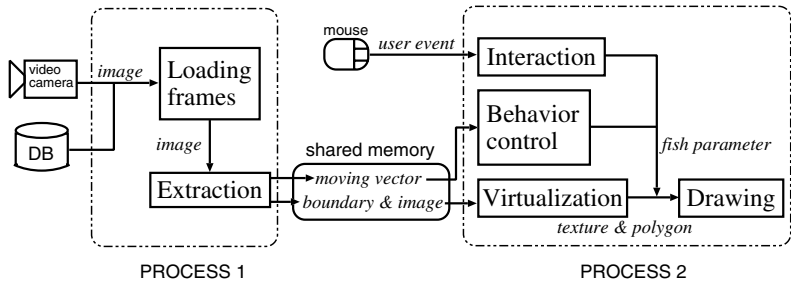 mouse
user event
Interaction
video
camera
image
Loading
frames
DB
image
Behavior
control
shared memory
fish parameter
Extraction
moving vector
boundary & image
Virtualization
Drawing
texture & polygon
PROCESS 1
PROCESS 2